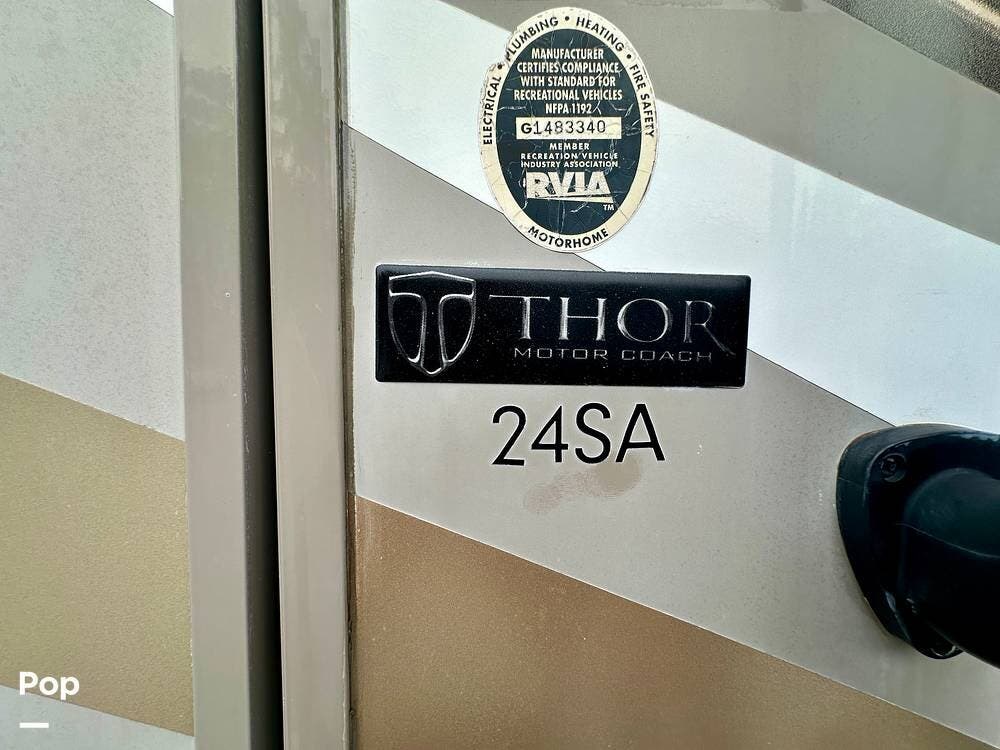 ELECTRICAL • PLUMBING • HEATING • FIRE SAFETY
MANUFACTURER
CERTIFIES COMPLIANCE
WITH STANDARD FOR
RECREATIONAL VEHICLES
NFPA 1192
G1483340
MEMBER
RECREATION VEHICLE
INDUSTRY ASSOCIATION
RVIA
TM
MOTORHOME
THOR
MOTOR COACH
24SA
Pop